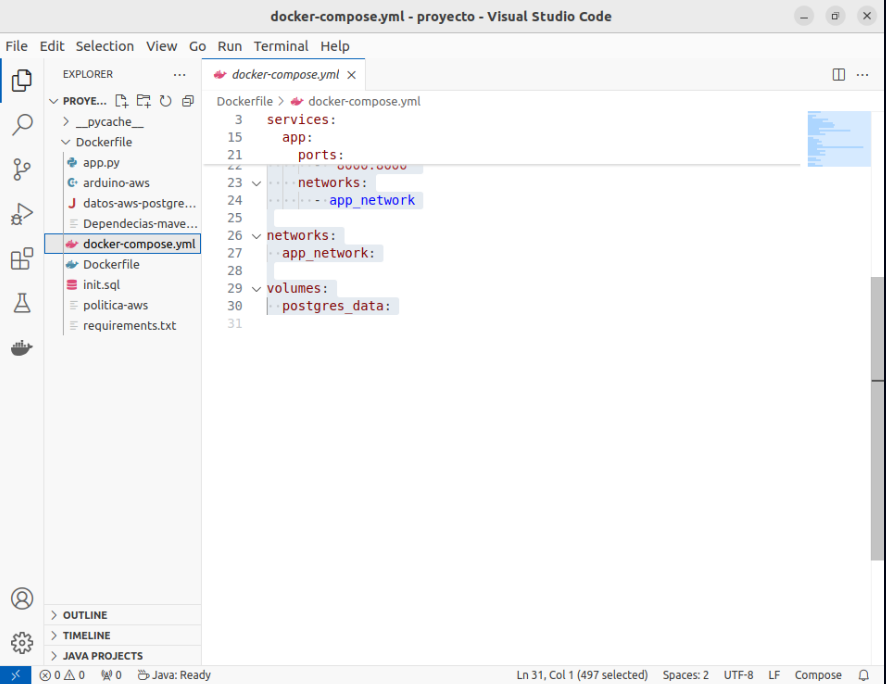 docker-compose.yml - proyecto - Visual Studio Code
File Edit Selection View Go Run Terminal Help
EXPLORER
PROYE...
__pycache__
Dockerfile
app.py
arduino-aws
datos-aws-postgre...
Dependecias-mave...
docker-compose.yml
Dockerfile
init.sql
politica-aws
requirements.txt
OUTLINE
TIMELINE
JAVA PROJECTS
docker-compose.yml
Dockerfile > docker-compose.yml
3 services:
15 app:
21 ports:
22 - "8000:8000"
23 networks:
24 - app_network
25
26 networks:
27 app_network:
28
29 volumes:
30 postgres_data:
31
0 0 0 Java: Ready Ln 31, Col 1 (497 selected) Spaces: 2 UTF-8 LF Compose